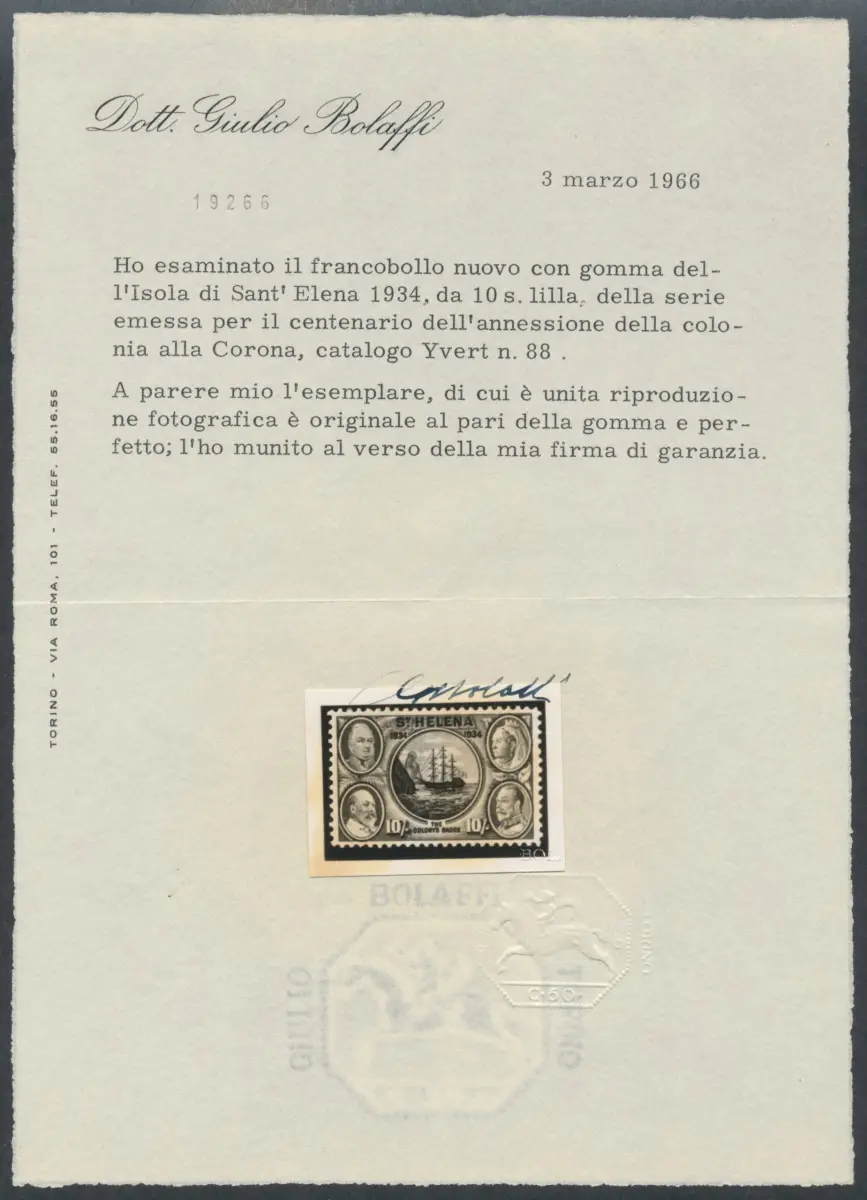 Dott. Giulio Bolaffi
3 marzo 1966
19266
Ho esaminato il francobollo nuovo con gomma del-
l'Isola di Sant' Elena 1934, da 10 s. lilla, della serie
emessa per il centenario dell'annessione della colo-
nia alla Corona, catalogo Yvert n. 88 .
A parere mio l'esemplare, di cui è unita riproduzio-
ne fotografica è originale al pari della gomma e per-
fetto; l'ho munito al verso della mia firma di garanzia.
TORINO - VIA ROMA, 101 - TELEF. 55.16.55
ST HELENA
1834 1934
10/- THE COLONY'S BADGE 10/-
BOLAFFI
GIULIO
TORINO
C·50